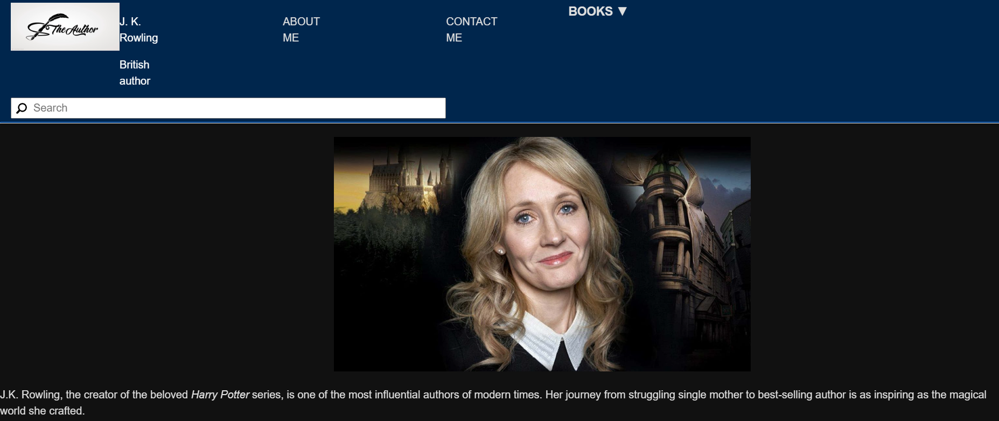 The Author
J. K.
Rowling
British
author
ABOUT
ME
CONTACT
ME
BOOKS ▼
Search
J.K. Rowling, the creator of the beloved Harry Potter series, is one of the most influential authors of modern times. Her journey from struggling single mother to best-selling author is as inspiring as the magical
world she crafted.